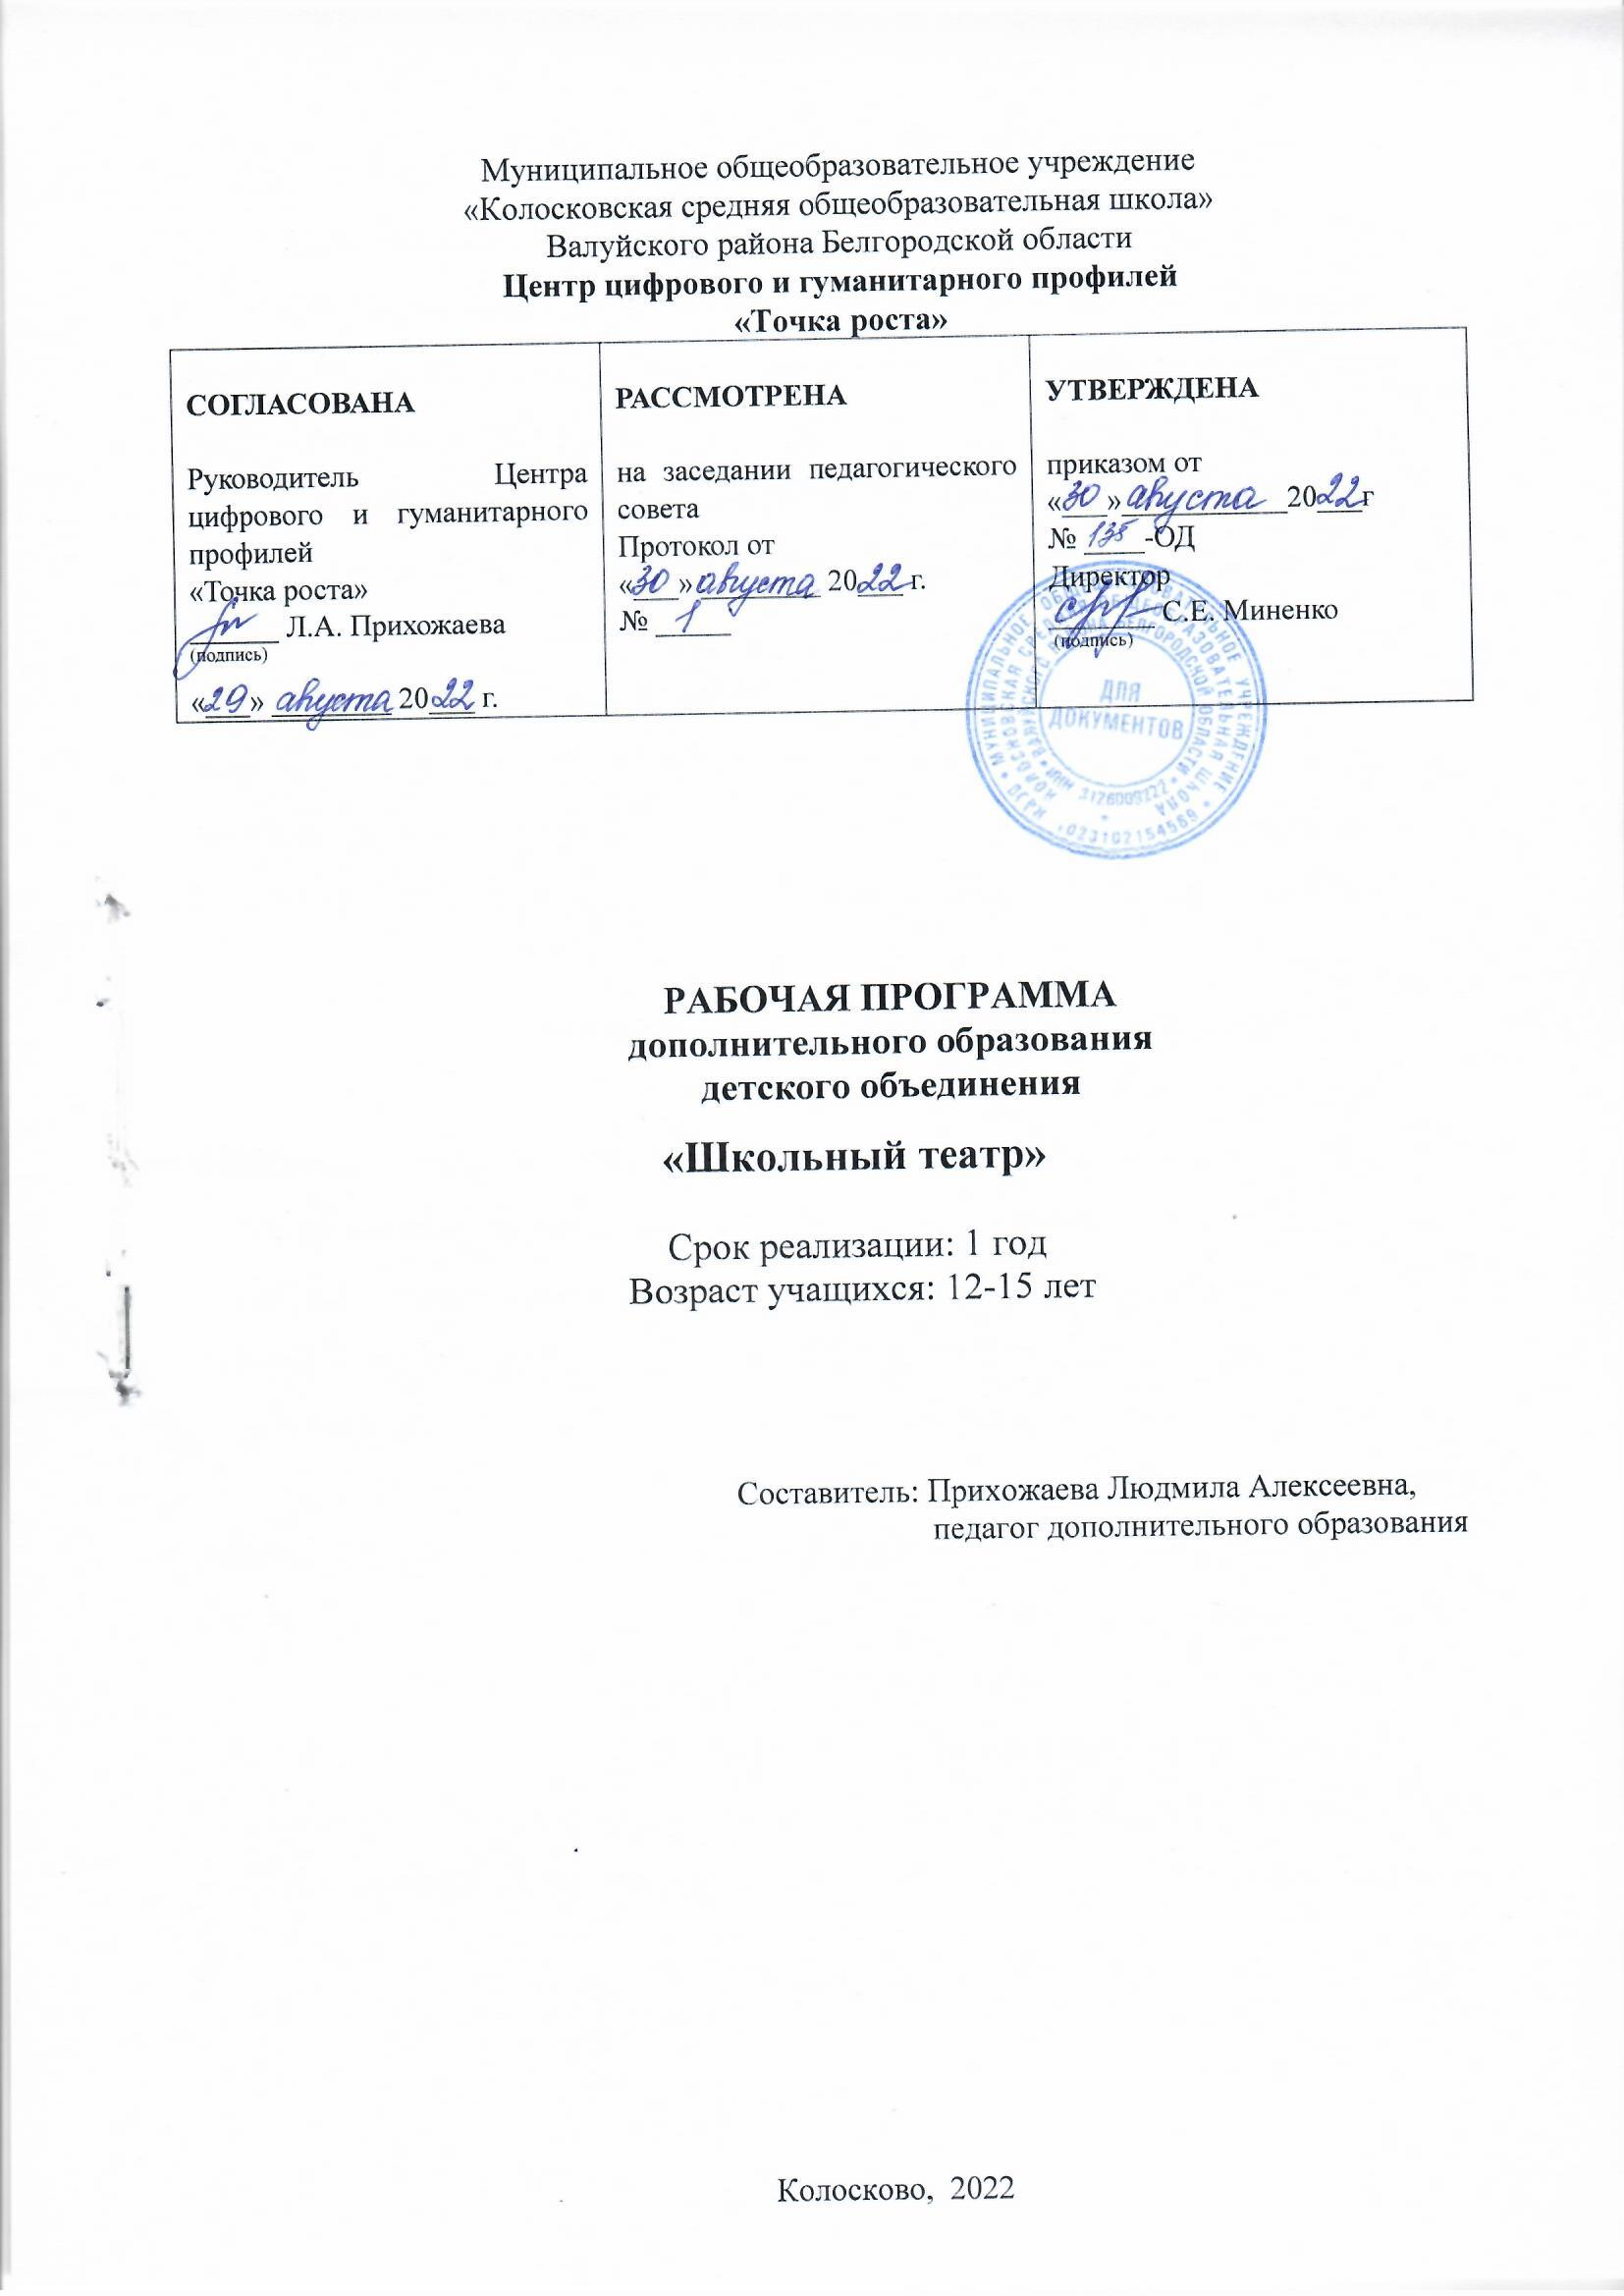 Муниципальное общеобразовательное учреждение
«Колосковская средняя общеобразовательная школа»
Валуйского района Белгородской области
Центр цифрового и гуманитарного профилей
«Точка роста»
СОГЛАСОВАНА
Руководитель Центра
цифрового и гуманитарного
профилей
«Точка роста»
Л.А. Прихожаева
(подпись)
«29» августа 2022 г.
РАССМОТРЕНА
на заседании педагогического
совета
Протокол от
«30» августа 2022 г.
№ 1
УТВЕРЖДЕНА
приказом от
«30» августа 2022г
№ 135-ОД
Директор
С.Е. Миненко
(подпись)
ДЛЯ
ДОКУМЕНТОВ
РАБОЧАЯ ПРОГРАММА
дополнительного образования
детского объединения
«Школьный театр»
Срок реализации: 1 год
Возраст учащихся: 12-15 лет
Составитель: Прихожаева Людмила Алексеевна,
педагог дополнительного образования
Колосково, 2022